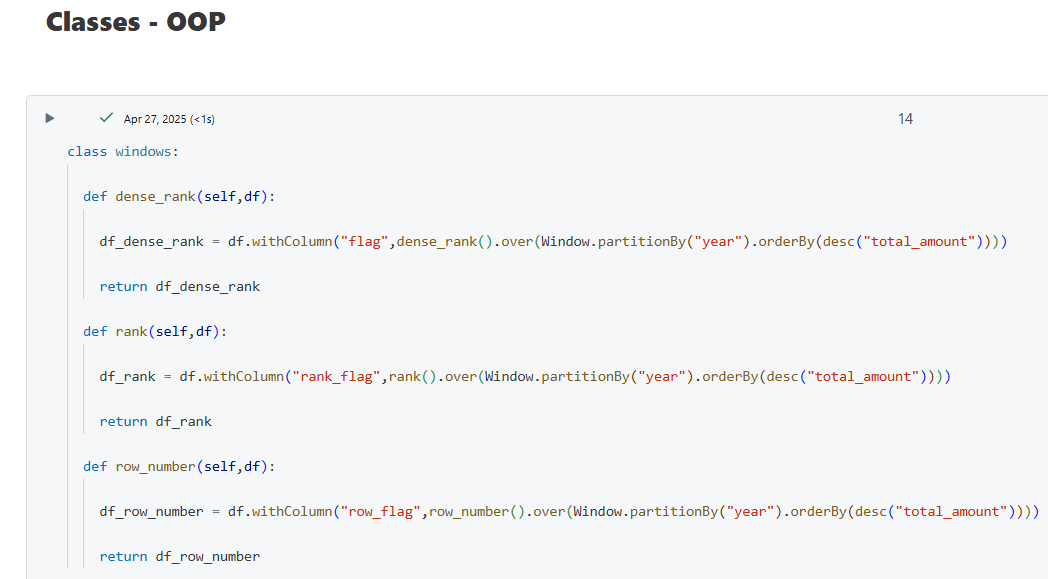 Classes - OOP
Apr 27, 2025 (<1s)
14
class windows:
def dense_rank(self,df):
df_dense_rank = df.withColumn("flag",dense_rank().over(Window.partitionBy("year").orderBy(desc("total_amount"))))
return df_dense_rank
def rank(self,df):
df_rank = df.withColumn("rank_flag",rank().over(Window.partitionBy("year").orderBy(desc("total_amount"))))
return df_rank
def row_number(self,df):
df_row_number = df.withColumn("row_flag",row_number().over(Window.partitionBy("year").orderBy(desc("total_amount"))))
return df_row_number